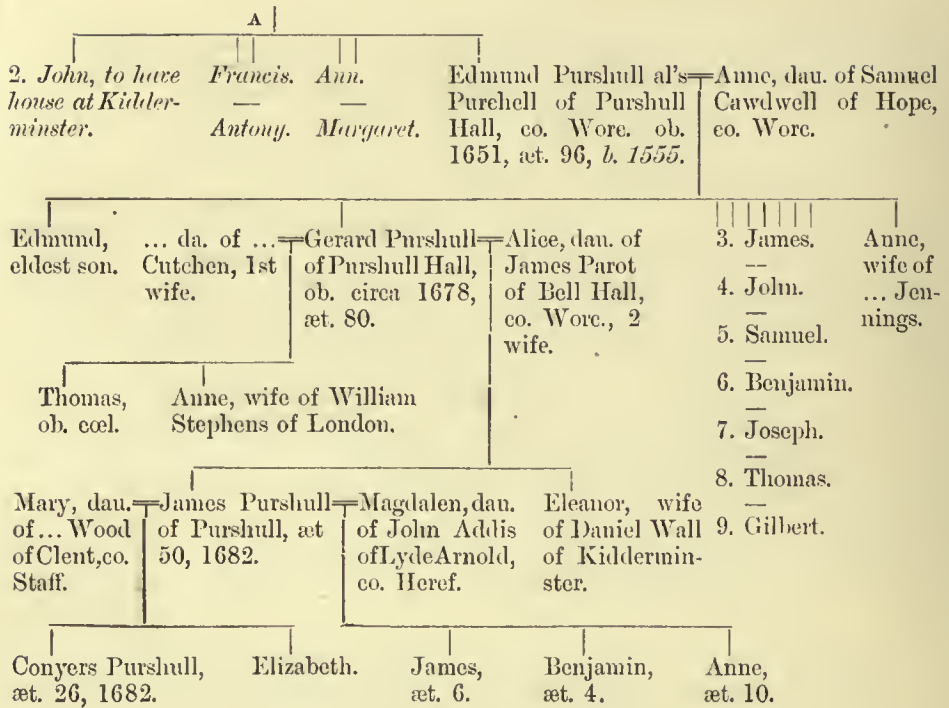 A
2. John, to have
house at Kidder-
minster.
Francis.
—
Antony.
Ann.
—
Margaret.
Edmund Purshull al's
Purchell of Purshull
Hall, co. Worc. ob.
1651, æt. 96, b. 1555.
Anne, dau. of Samuel
Cawdwell of Hope,
co. Worc.
Edmund,
eldest son.
... da. of ...
Cutchen, 1st
wife.
Gerard Purshull
of Purshull Hall,
ob. circa 1678,
æt. 80.
Alice, dau. of
James Parot
of Bell Hall,
co. Worc., 2
wife.
3. James.
—
4. John.
—
5. Samuel.
—
6. Benjamin.
—
7. Joseph.
—
8. Thomas.
—
9. Gilbert.
Anne,
wife of
... Jen-
nings.
Thomas,
ob. cœl.
Anne, wife of William
Stephens of London.
Mary, dau.
of ... Wood
of Clent, co.
Staff.
James Purshull
of Purshull, æt
50, 1682.
Magdalen, dau.
of John Addis
of Lyde Arnold,
co. Heref.
Eleanor, wife
of Daniel Wall
of Kiddermin-
ster.
Conyers Purshull,
æt. 26, 1682.
Elizabeth.
James,
æt. 6.
Benjamin,
æt. 4.
Anne,
æt. 10.